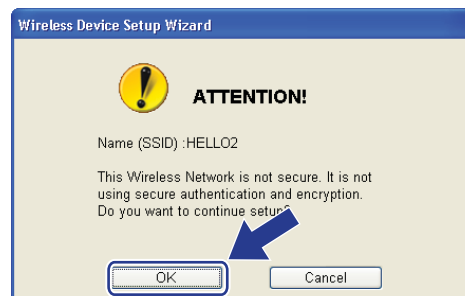 Wireless Device Setup Wizard
ATTENTION!
Name (SSID) :HELLO2
This Wireless Network is not secure. It is not
using secure authentication and encryption.
Do you want to continue setup?
OK
Cancel